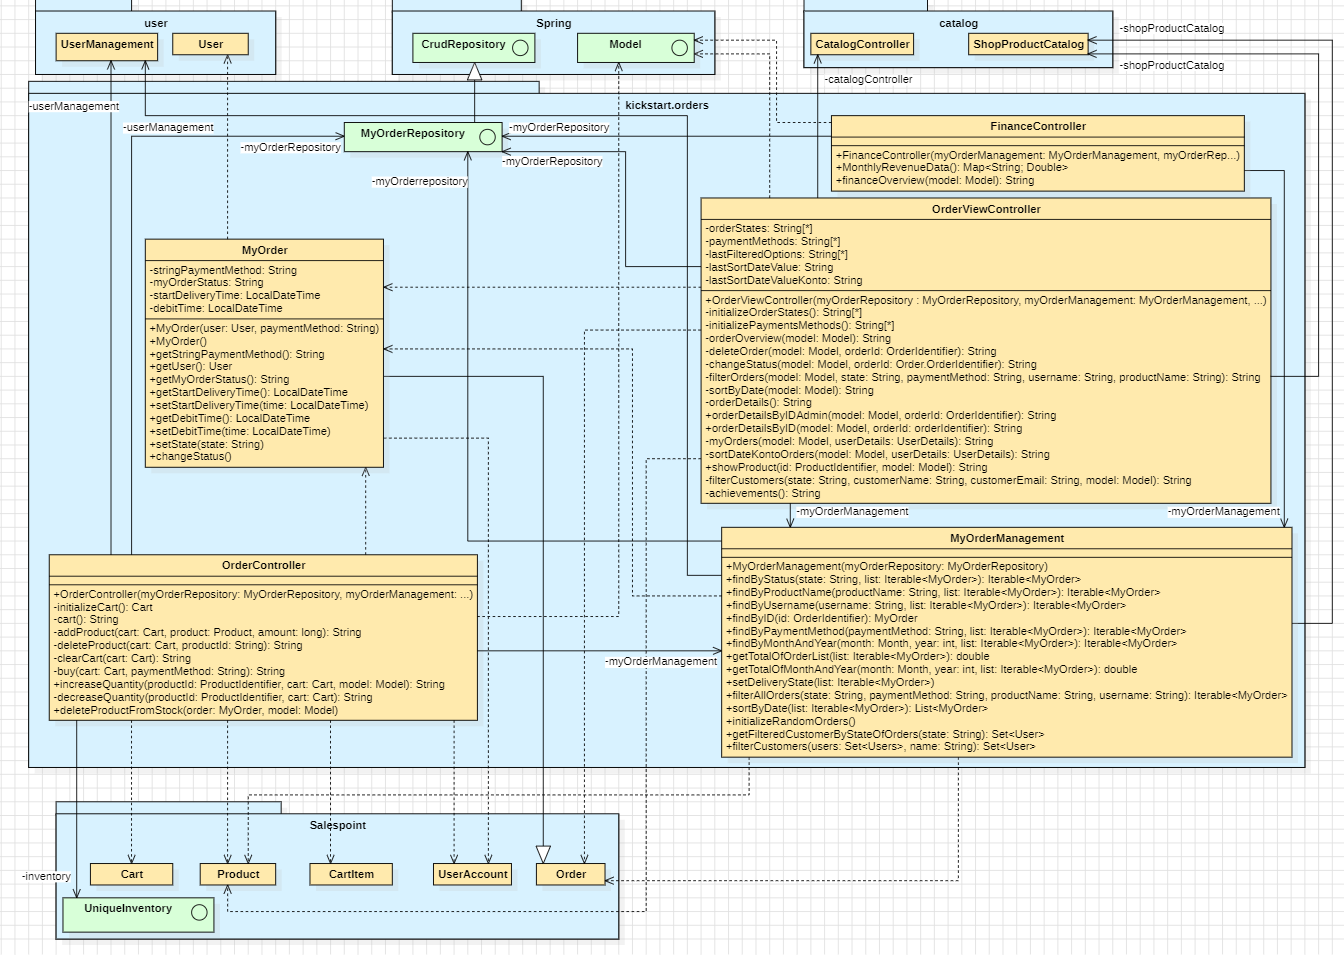 user
UserManagement
User
Spring
CrudRepository
Model
catalog
CatalogController
ShopProductCatalog
-shopProductCatalog
-shopProductCatalog
-catalogController
-userManagement
-userManagement
kickstart.orders
MyOrderRepository
-myOrderRepository
-myOrderRepository
-myOrderRepository
-myOrderrepository
FinanceController
+FinanceController(myOrderManagement: MyOrderManagement, myOrderRep...)
+MonthlyRevenueData(): Map<String; Double>
+financeOverview(model: Model): String
OrderViewController
-orderStates: String[*]
-paymentMethods: String[*]
-lastFilteredOptions: String[*]
-lastSortDateValue: String
-lastSortDateValueKonto: String
+OrderViewController(myOrderRepository : MyOrderRepository, myOrderManagement: MyOrderManagement, ...)
-initializeOrderStates(): String[*]
-initializePaymentsMethods(): String[*]
-orderOverview(model: Model): String
-deleteOrder(model: Model, orderId: OrderIdentifier): String
-changeStatus(model: Model, orderId: Order.OrderIdentifier): String
-filterOrders(model: Model, state: String, paymentMethod: String, username: String, productName: String): String
-sortByDate(model: Model): String
-orderDetails(): String
+orderDetailsByIDAdmin(model: Model, orderId: OrderIdentifier): String
+orderDetailsByID(model: Model, orderId: orderIdentifier): String
-myOrders(model: Model, userDetails: UserDetails): String
-sortDateKontoOrders(model: Model, userDetails: UserDetails): String
+showProduct(id: ProductIdentifier, model: Model): String
-filterCustomers(state: String, customerName: String, customerEmail: String, model: Model): String
-achievements(): String
MyOrder
-stringPaymentMethod: String
-myOrderStatus: String
-startDeliveryTime: LocalDateTime
-debitTime: LocalDateTime
+MyOrder(user: User, paymentMethod: String)
+MyOrder()
+getStringPaymentMethod(): String
+getUser(): User
+getMyOrderStatus(): String
+getStartDeliveryTime(): LocalDateTime
+setStartDeliveryTime(time: LocalDateTime)
+getDebitTime(): LocalDateTime
+setDebitTime(time: LocalDateTime)
+setState(state: String)
+changeStatus()
-myOrderManagement
-myOrderManagement
MyOrderManagement
+MyOrderManagement(myOrderRepository: MyOrderRepository)
+findByStatus(state: String, list: Iterable<MyOrder>): Iterable<MyOrder>
+findByProductName(productName: String, list: Iterable<MyOrder>): Iterable<MyOrder>
+findByUsername(username: String, list: Iterable<MyOrder>): Iterable<MyOrder>
+findByID(id: OrderIdentifier): MyOrder
+findByPaymentMethod(paymentMethod: String, list: Iterable<MyOrder>): Iterable<MyOrder>
+findByMonthAndYear(month: Month, year: int, list: Iterable<MyOrder>): Iterable<MyOrder>
+getTotalOfOrderList(list: Iterable<MyOrder>): double
+getTotalOfMonthAndYear(month: Month, year: int, list: Iterable<MyOrder>): double
+setDeliveryState(list: Iterable<MyOrder>)
+filterAllOrders(state: String, paymentMethod: String, productName: String, username: String): Iterable<MyOrder>
+sortByDate(list: Iterable<MyOrder>): List<MyOrder>
+initializeRandomOrders()
+getFilteredCustomerByStateOfOrders(state: String): Set<User>
+filterCustomers(users: Set<Users>, name: String): Set<User>
OrderController
+OrderController(myOrderRepository: MyOrderRepository, myOrderManagement: ...)
-initializeCart(): Cart
-cart(): String
-addProduct(cart: Cart, product: Product, amount: long): String
-deleteProduct(cart: Cart, productId: String): String
-clearCart(cart: Cart): String
-buy(cart: Cart, paymentMethod: String): String
+increaseQuantity(productId: ProductIdentifier, cart: Cart, model: Model): String
-decreaseQuantity(productId: ProductIdentifier, cart: Cart): String
+deleteProductFromStock(order: MyOrder, model: Model)
-myOrderManagement
Salespoint
-inventory
Cart
Product
CartItem
UserAccount
Order
UniqueInventory